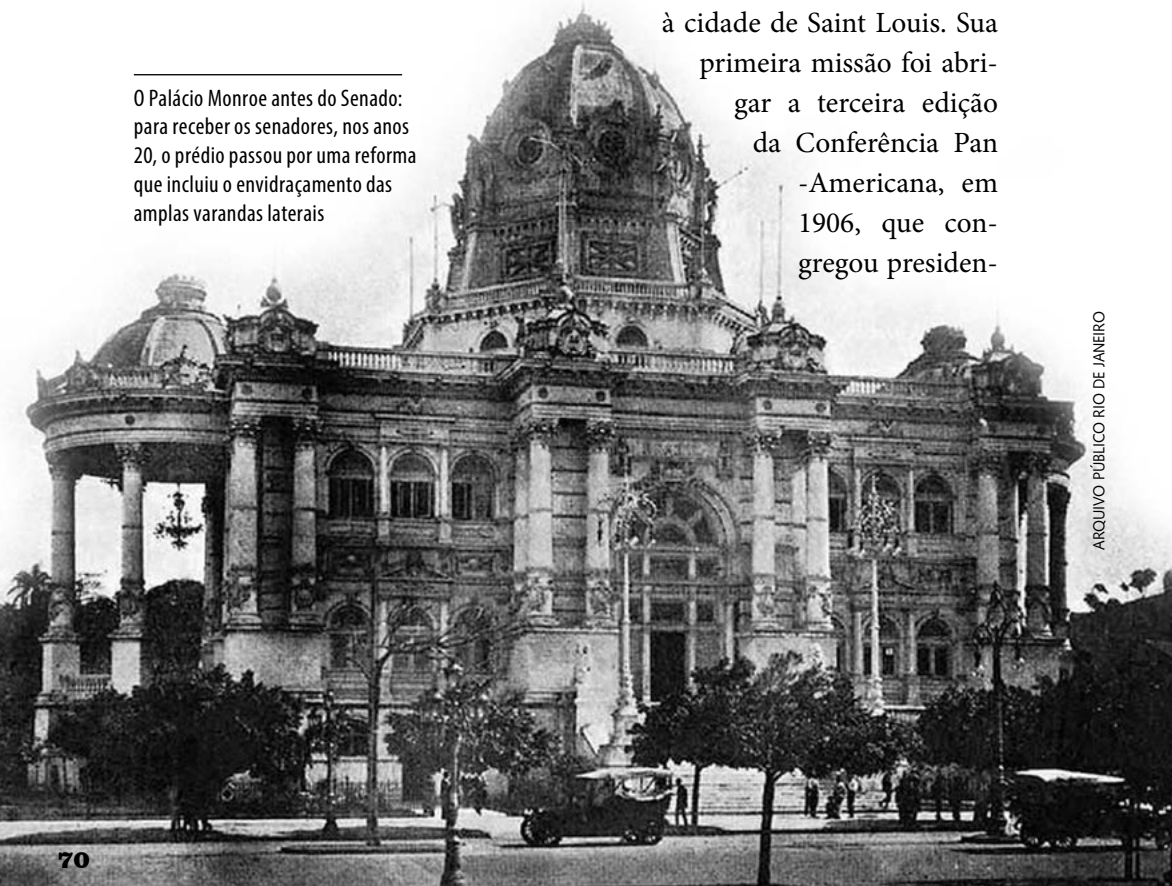 à cidade de Saint Louis. Sua
primeira missão foi abri-
gar a terceira edição
da Conferência Pan
-Americana, em
1906, que con-
gregou presiden-
O Palácio Monroe antes do Senado:
para receber os senadores, nos anos
20, o prédio passou por uma reforma
que incluiu o envidraçamento das
amplas varandas laterais
ARQUIVO PÚBLICO RIO DE JANEIRO
70